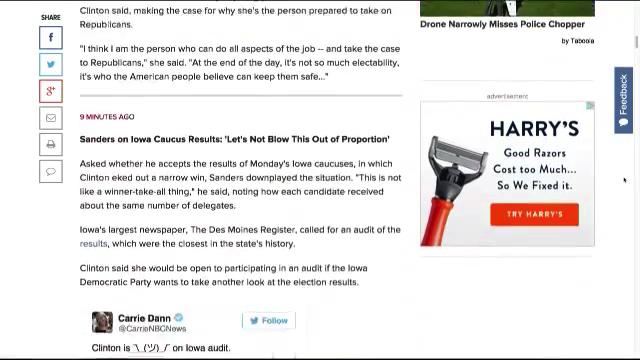 SHARE
Clinton said, making the case for why she's the person prepared to take on
Republicans.
"I think I am the person who can do all aspects of the job -- and take the case
to Republicans," she said. "At the end of the day, it's not so much electability,
it's who the American people believe can keep them safe..."
9 MINUTES AGO
Sanders on Iowa Caucus Results: 'Let's Not Blow This Out of Proportion'
Asked whether he accepts the results of Monday's Iowa caucuses, in which
Clinton eked out a narrow win, Sanders downplayed the situation. "This is not
like a winner-take-all thing," he said, noting how each candidate received
about the same number of delegates.
Iowa's largest newspaper, The Des Moines Register, called for an audit of the
results, which were the closest in the state's history.
Clinton said she would be open to participating in an audit if the Iowa
Democratic Party wants to take another look at the election results.
Carrie Dann
@CarrieNBCNews
Follow
Clinton is ¯\_(ツ)_/¯ on Iowa audit.
Drone Narrowly Misses Police Chopper
by Taboola
advertisement
HARRY'S
Good Razors
Cost too Much...
So We Fixed it.
TRY HARRY'S
Feedback